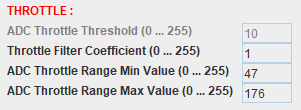 THROTTLE :
ADC Throttle Threshold (0 ... 255) 10
Throttle Filter Coefficient (0 ... 255) 1
ADC Throttle Range Min Value (0 ... 255) 47
ADC Throttle Range Max Value (0 ... 255) 176